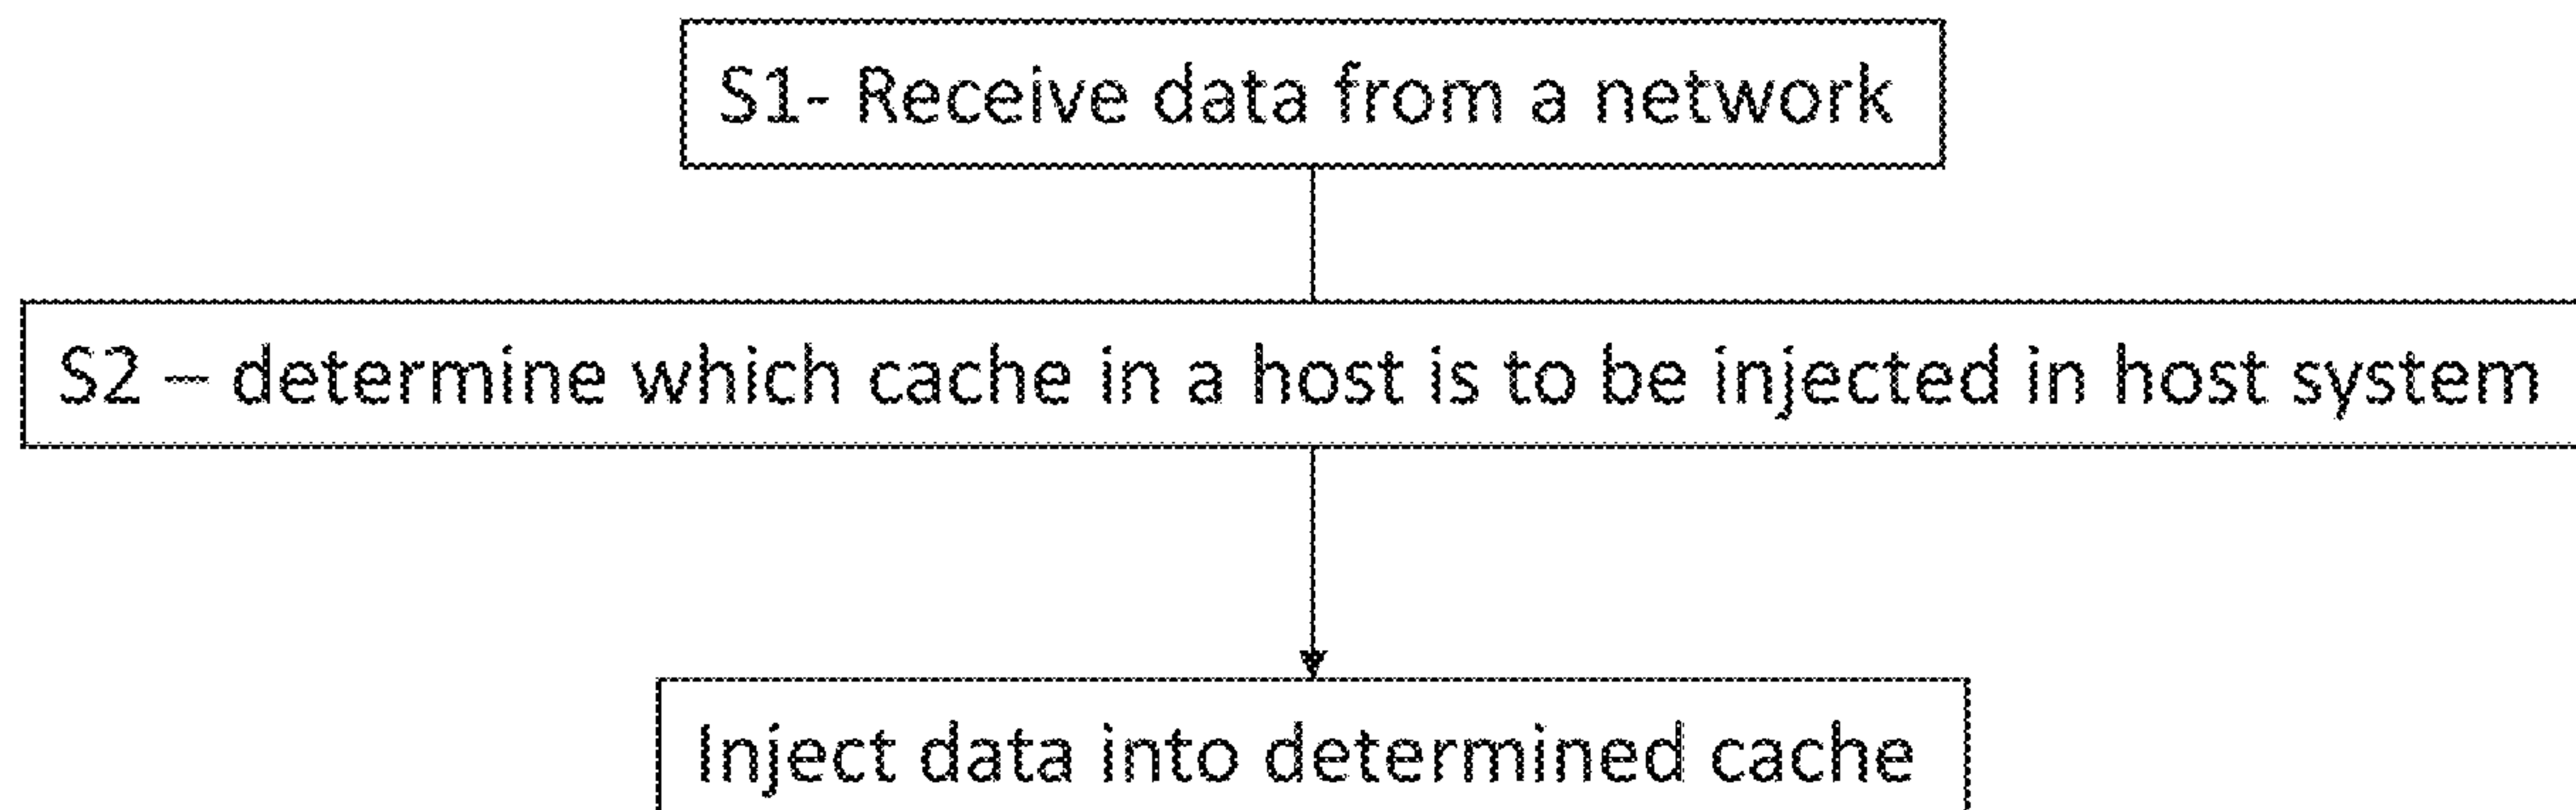 S1- Receive data from a network
S2 – determine which cache in a host is to be injected in host system
Inject data into determined cache